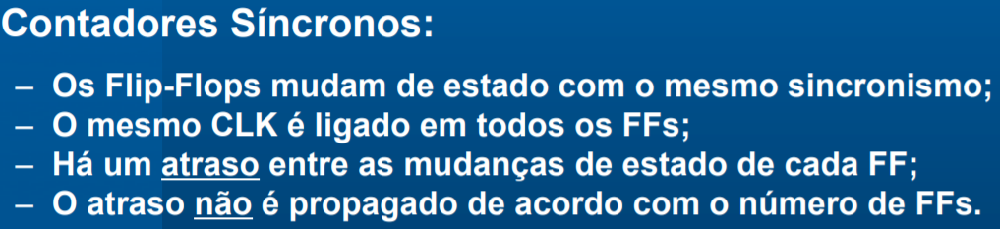 Contadores Síncronos:
– Os Flip-Flops mudam de estado com o mesmo sincronismo;
– O mesmo CLK é ligado em todos os FFs;
– Há um atraso entre as mudanças de estado de cada FF;
– O atraso não é propagado de acordo com o número de FFs.